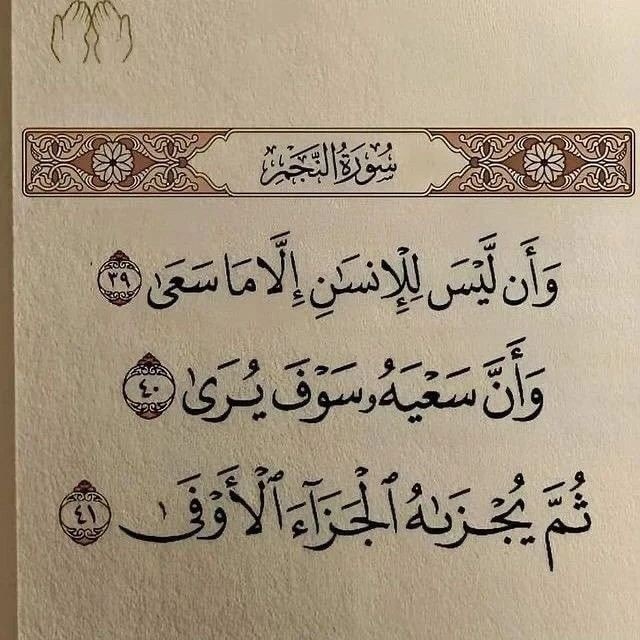 سُورَةُ النَّجْمِ
وَأَن لَّيْسَ لِلْإِنسَٰنِ إِلَّا مَا سَعَىٰ ٣٩
وَأَنَّ سَعْيَهُۥ سَوْفَ يُرَىٰ ٤٠
ثُمَّ يُجْزَىٰهُ ٱلْجَزَآءَ ٱلْأَوْفَىٰ ٤١